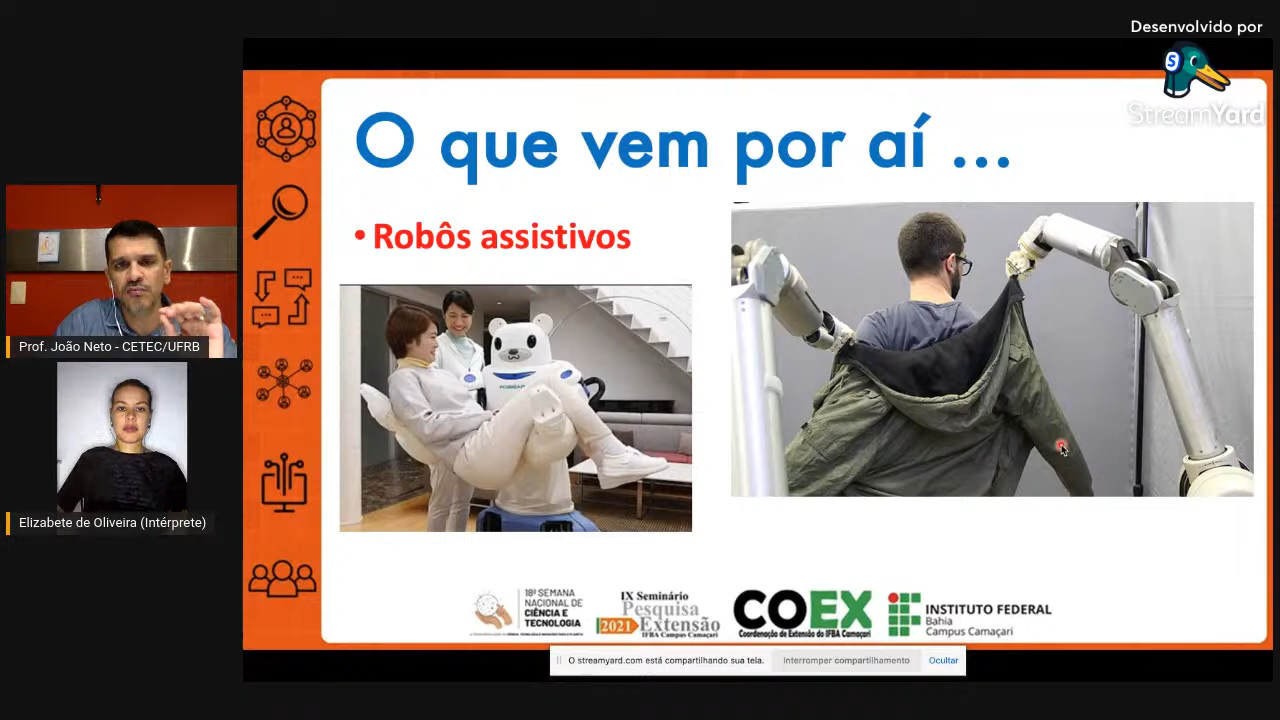 Desenvolvido por
StreamYard
O que vem por aí ...
• Robôs assistivos
ROBEAR
Prof. João Neto - CETEC/UFRB
Elizabete de Oliveira (Intérprete)
18ª SEMANA
NACIONAL DE
CIÊNCIA E
TECNOLOGIA
IX Seminário
Pesquisa
2021 Extensão
IFBA Campus Camaçari
COEX
Coordenação de Extensão do IFBA Camaçari
INSTITUTO FEDERAL
Bahia
Campus Camaçari
O streamyard.com está compartilhando sua tela.
Interromper compartilhamento
Ocultar